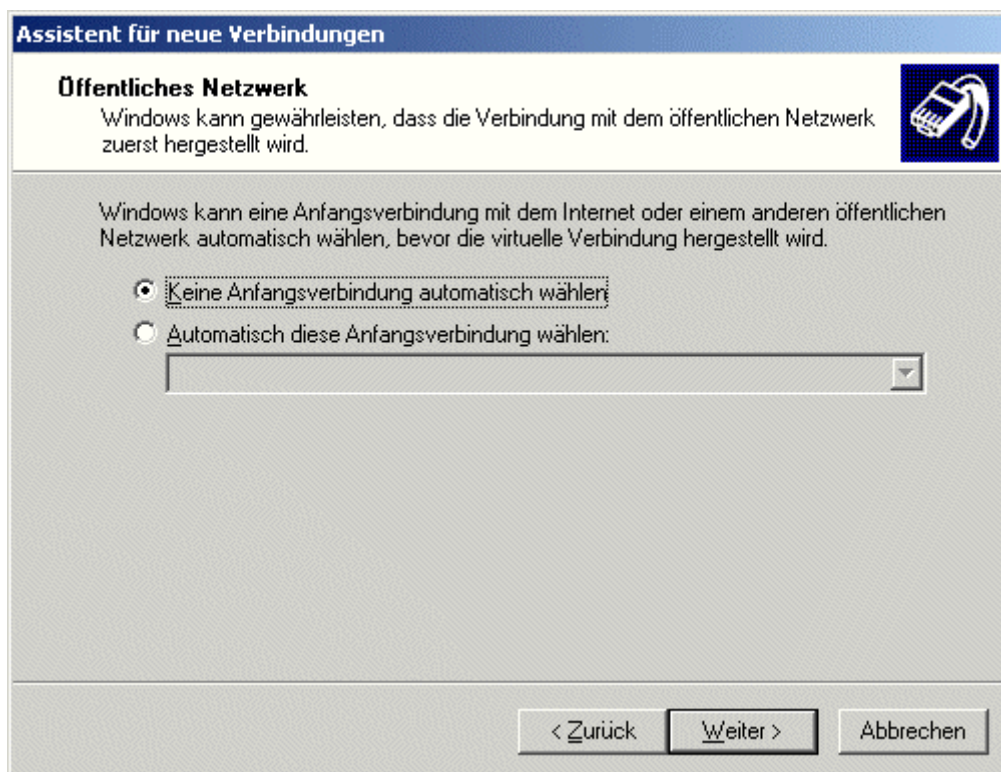 Assistent für neue Verbindungen
Öffentliches Netzwerk
Windows kann gewährleisten, dass die Verbindung mit dem öffentlichen Netzwerk
zuerst hergestellt wird.
Windows kann eine Anfangsverbindung mit dem Internet oder einem anderen öffentlichen
Netzwerk automatisch wählen, bevor die virtuelle Verbindung hergestellt wird.
Keine Anfangsverbindung automatisch wählen
Automatisch diese Anfangsverbindung wählen:
< Zurück Weiter > Abbrechen